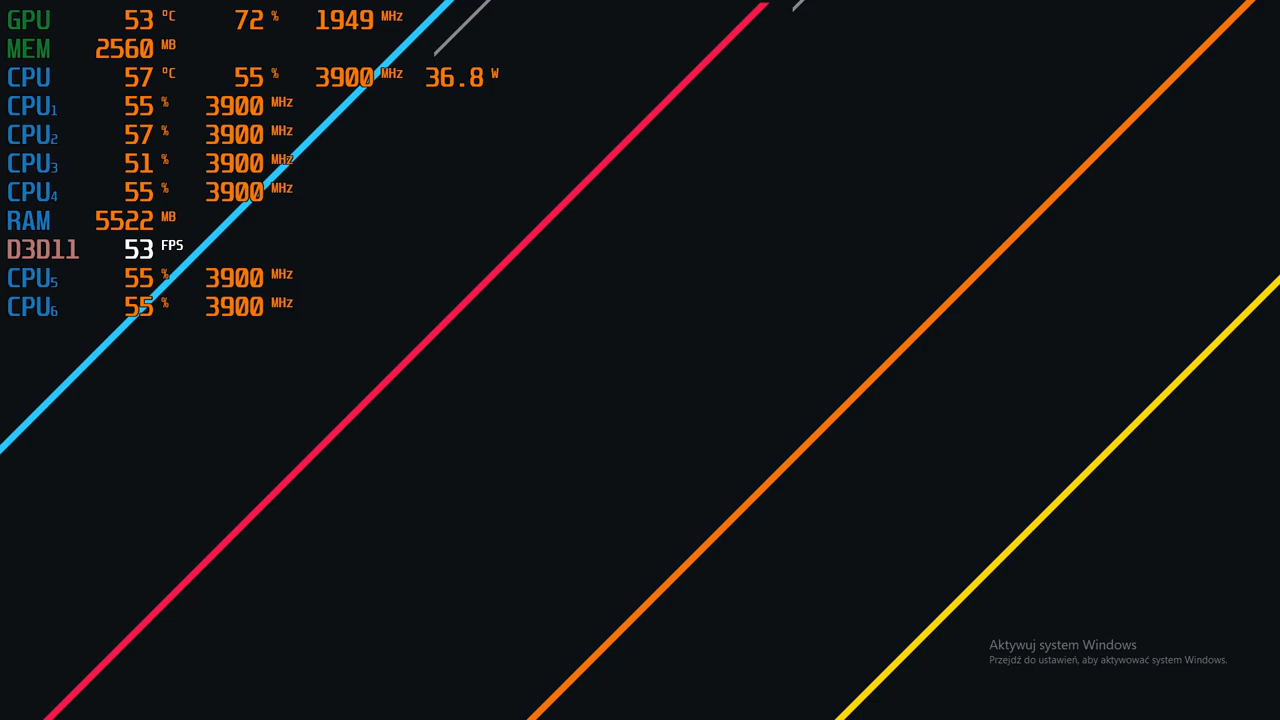 GPU 53 °C 72 % 1949 MHz
MEM 2560 MB
CPU 57 °C 55 % 3900 MHz 36.8 W
CPU1 55 % 3900 MHz
CPU2 57 % 3900 MHz
CPU3 51 % 3900 MHz
CPU4 55 % 3900 MHz
RAM 5522 MB
D3D11 53 FPS
CPU5 55 % 3900 MHz
CPU6 55 % 3900 MHz
Aktywuj system Windows
Przejdź do ustawień, aby aktywować system Windows.